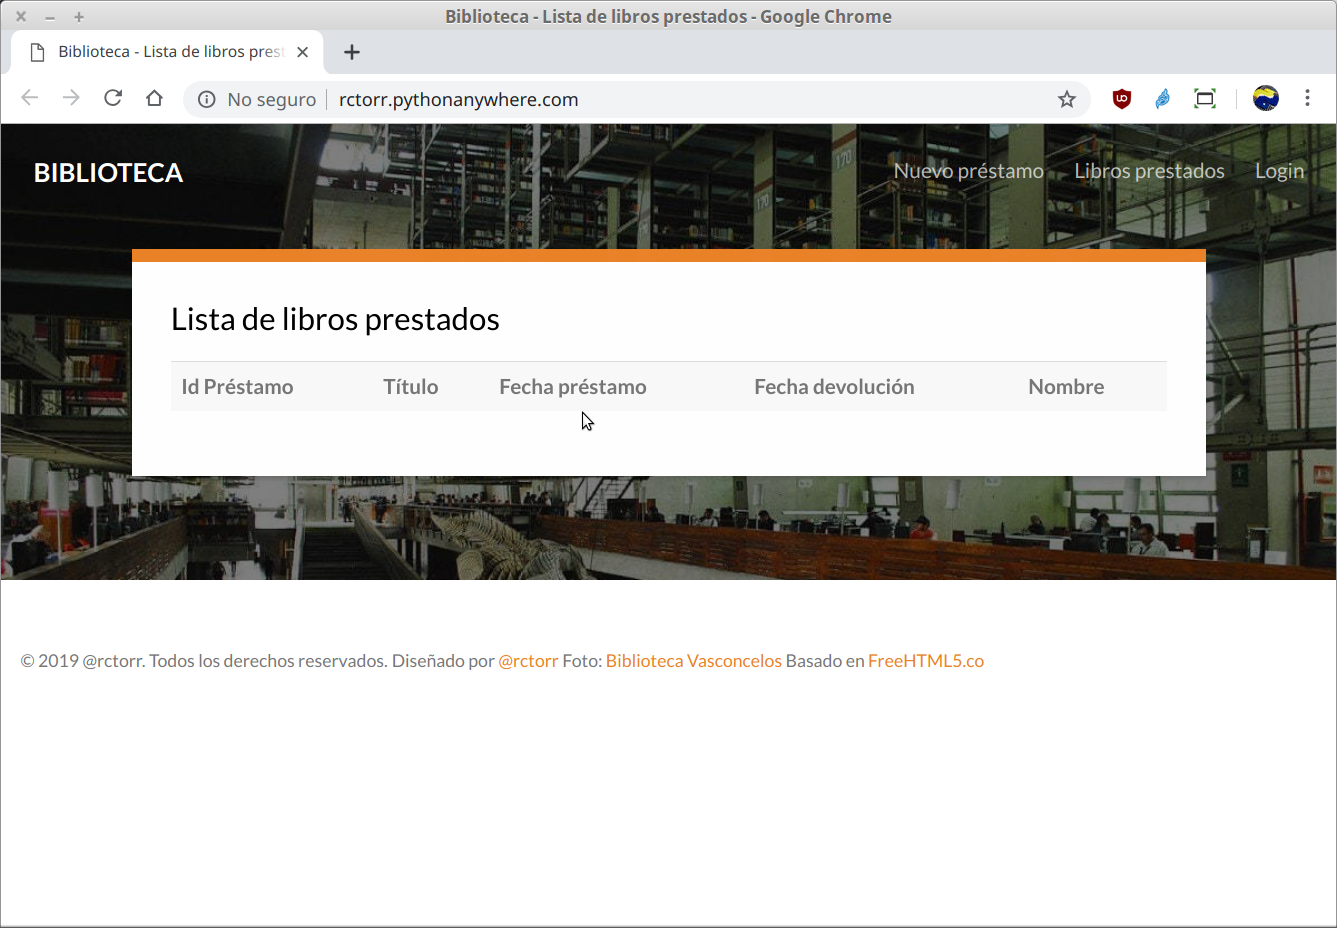 Biblioteca - Lista de libros prestados - Google Chrome
Biblioteca - Lista de libros prest
No seguro rctorr.pythonanywhere.com
BIBLIOTECA Nuevo préstamo Libros prestados Login
170
170
Lista de libros prestados
Id Préstamo Título Fecha préstamo Fecha devolución Nombre
© 2019 @rctorr. Todos los derechos reservados. Diseñado por @rctorr Foto: Biblioteca Vasconcelos Basado en FreeHTML5.co